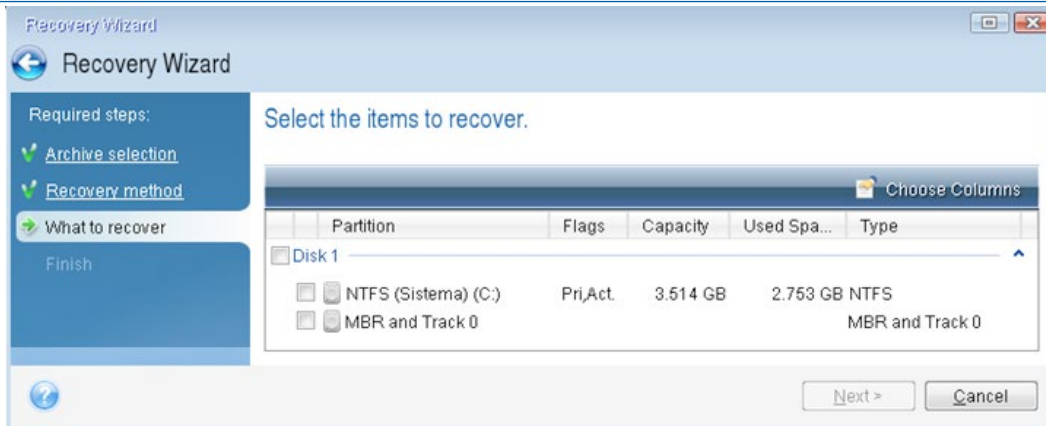 Recovery Wizard
Recovery Wizard
Required steps:
Archive selection
Recovery method
What to recover
Finish
Select the items to recover.
Choose Columns
Partition Flags Capacity Used Spa... Type
Disk 1
NTFS (Sistema) (C:) Pri,Act. 3.514 GB 2.753 GB NTFS
MBR and Track 0 MBR and Track 0
? Next > Cancel